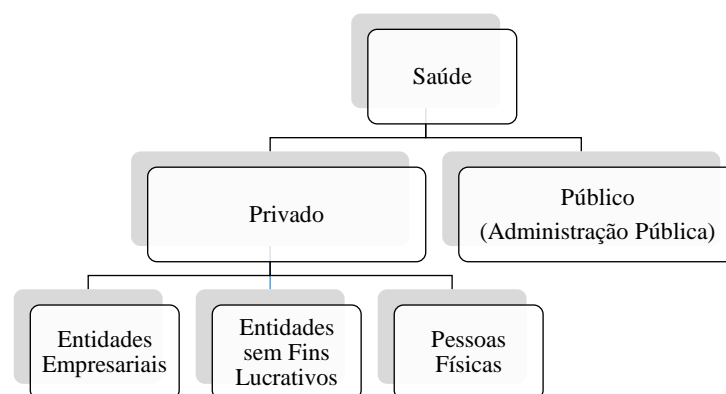 Saúde
Privado
Público
(Administração Pública)
Entidades
Empresariais
Entidades
sem Fins
Lucrativos
Pessoas
Físicas